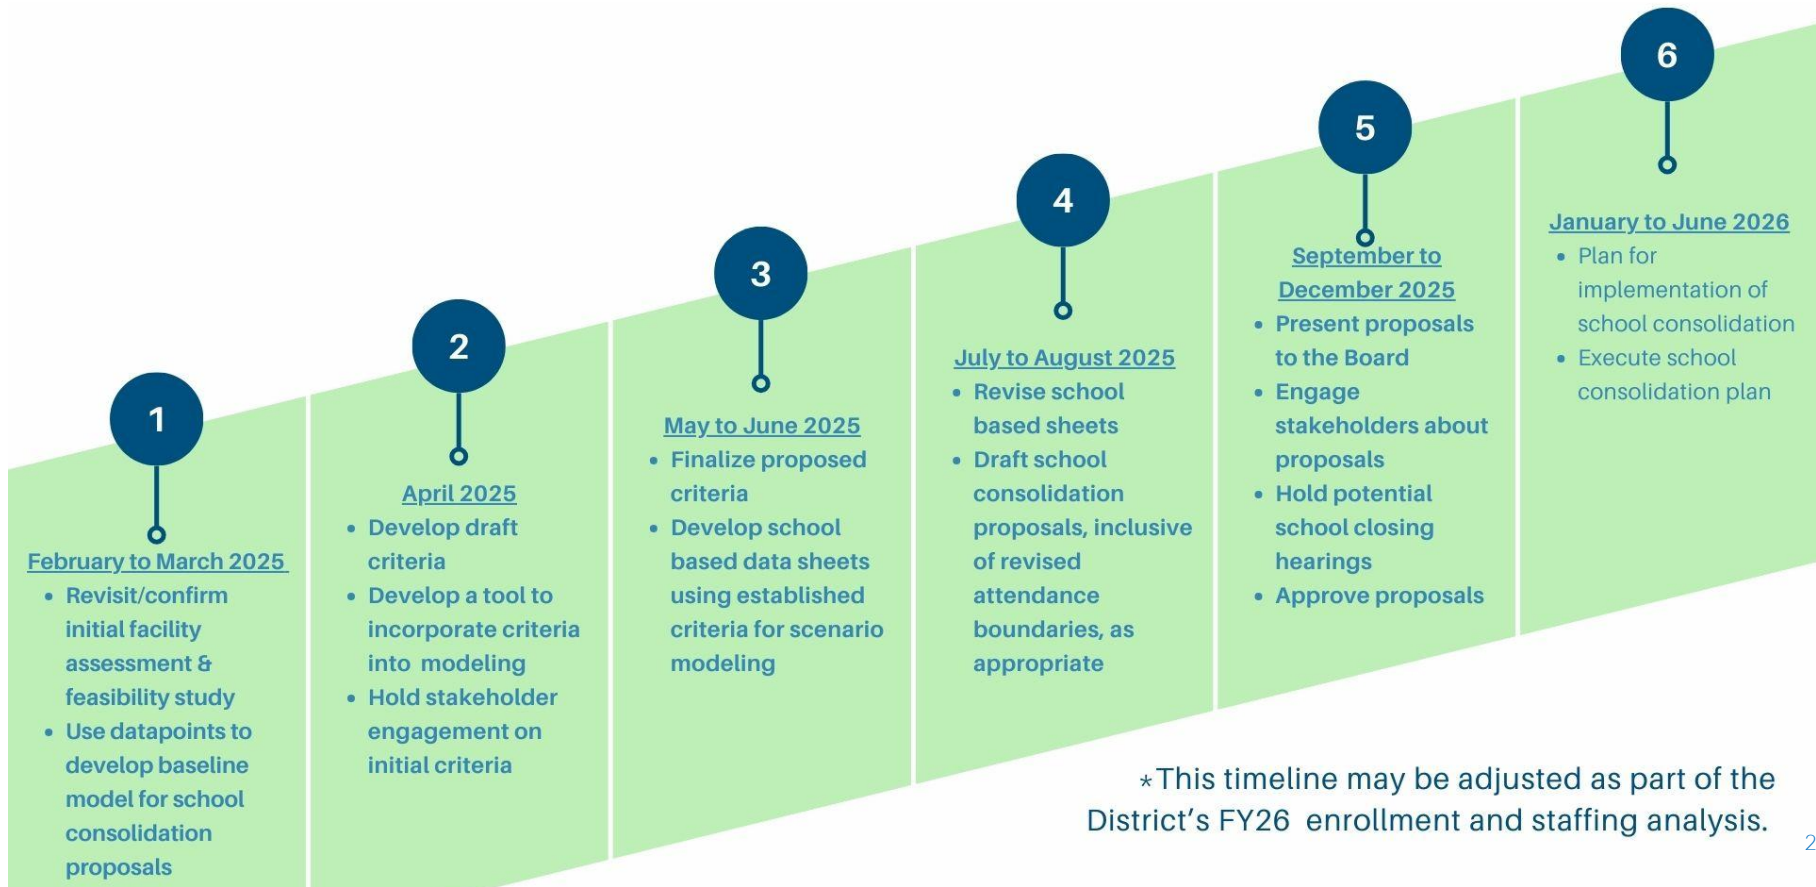 1
February to March 2025
• Revisit/confirm
initial facility
assessment &
feasibility study
• Use datapoints to
develop baseline
model for school
consolidation
proposals
2
April 2025
• Develop draft
criteria
• Develop a tool to
incorporate criteria
into modeling
• Hold stakeholder
engagement on
initial criteria
3
May to June 2025
• Finalize proposed
criteria
• Develop school
based data sheets
using established
criteria for scenario
modeling
4
July to August 2025
• Revise school
based sheets
• Draft school
consolidation
proposals, inclusive
of revised
attendance
boundaries, as
appropriate
5
September to
December 2025
• Present proposals
to the Board
• Engage
stakeholders about
proposals
• Hold potential
school closing
hearings
• Approve proposals
6
January to June 2026
• Plan for
implementation of
school consolidation
• Execute school
consolidation plan
*This timeline may be adjusted as part of the
District's FY26 enrollment and staffing analysis.
2